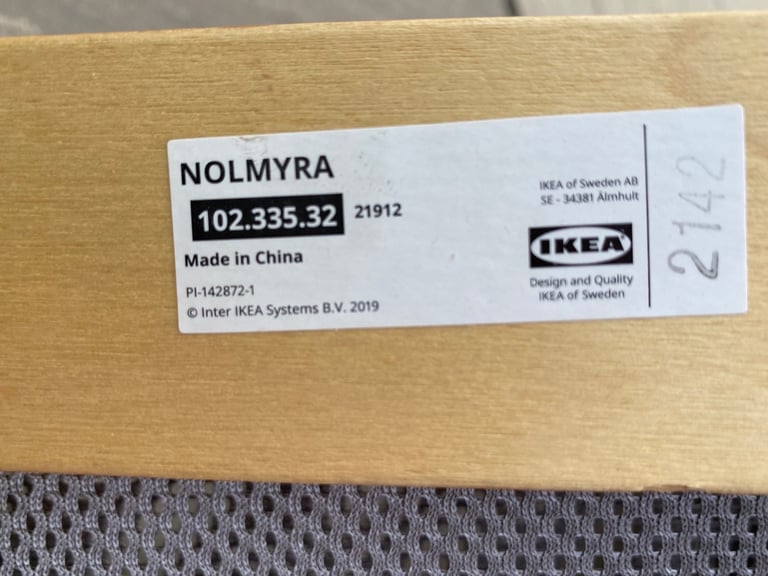 NOLMYRA
102.335.32 21912
Made in China
PI-142872-1
© Inter IKEA Systems B.V. 2019
IKEA of Sweden AB
SE - 34381 Älmhult
IKEA
Design and Quality
IKEA of Sweden
2142